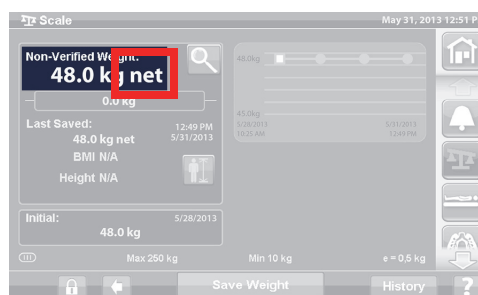 Scale
May 31, 2013 12:51 P
Non-Verified Weight:
48.0 kg net
0.0 kg
Last Saved:
12:49 PM
48.0 kg net
5/31/2013
BMI N/A
Height N/A
Initial:
5/28/2013
48.0 kg
48.0kg
45.0kg
5/28/2013
10:25 AM
5/31/2013
12:49 PM
(III)
Max 250 kg
Min 10 kg
e = 0,5 kg
Save Weight
History
?